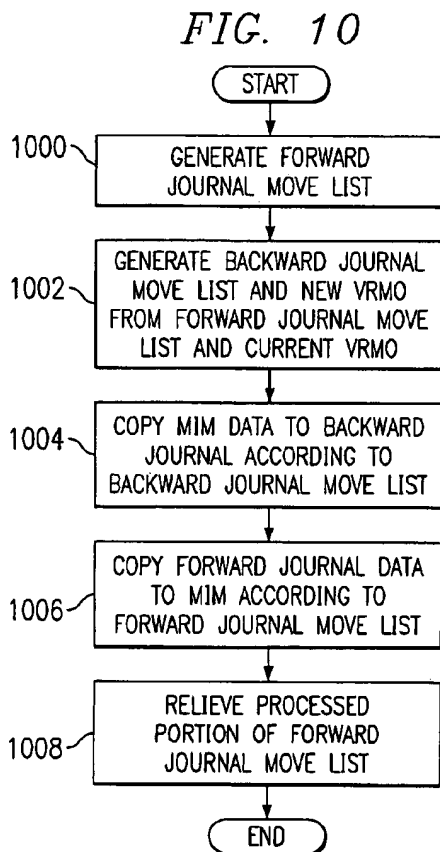 FIG. 10
START
1000
GENERATE FORWARD
JOURNAL MOVE LIST
1002
GENERATE BACKWARD JOURNAL
MOVE LIST AND NEW VRMO
FROM FORWARD JOURNAL MOVE
LIST AND CURRENT VRMO
1004
COPY MIM DATA TO BACKWARD
JOURNAL ACCORDING TO
BACKWARD JOURNAL MOVE LIST
1006
COPY FORWARD JOURNAL DATA
TO MIM ACCORDING TO
FORWARD JOURNAL MOVE LIST
1008
RELIEVE PROCESSED
PORTION OF FORWARD
JOURNAL MOVE LIST
END